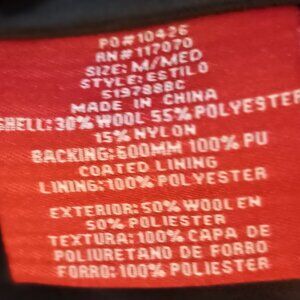 PO#10426
RN#117070
SIZE: M/MED
STYLE: ESTILO
519788BC
MADE IN CHINA
SHELL: 30% WOOL 55% POLYESTER
15% NYLON
BACKING: 600MM 100% PU
COATED LINING
LINING: 100% POLYESTER
EXTERIOR: 50% WOOL EN
50% POLIESTER
TEXTURA: 100% CAPA DE
POLIURETANO DE FORRO
FORRO: 100% POLIESTER